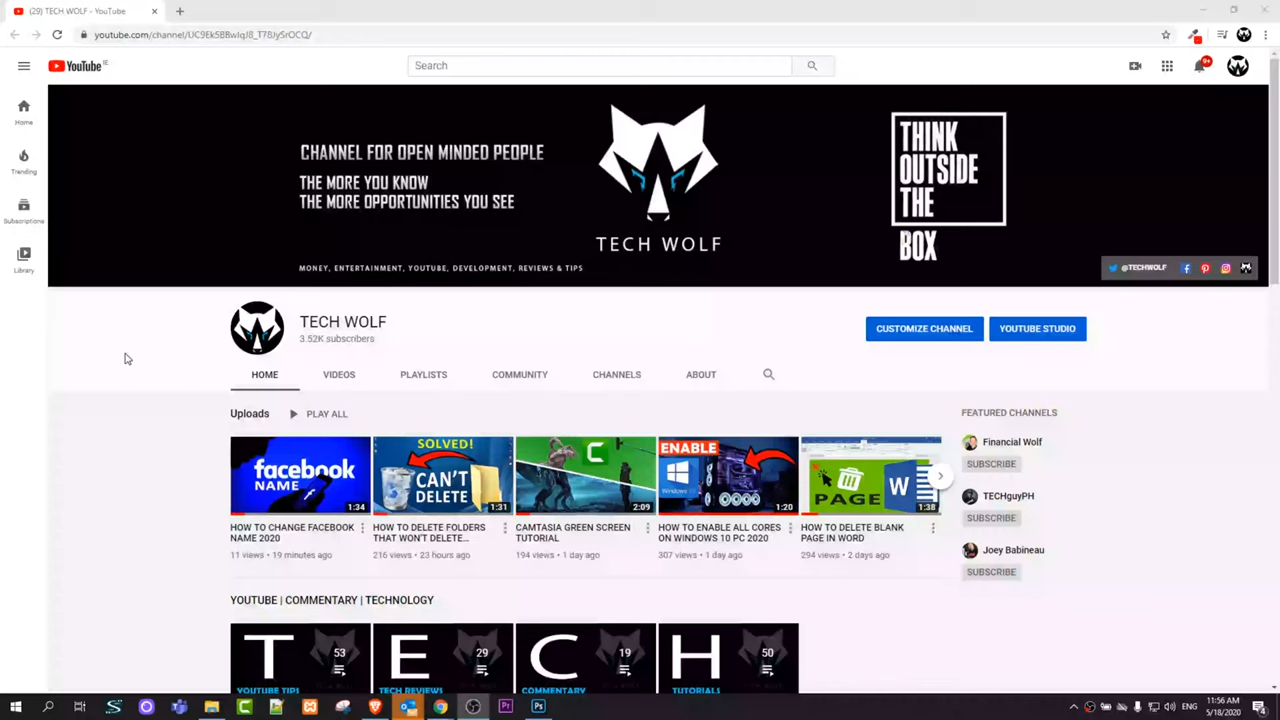 (29) TECH WOLF - YouTube
youtube.com/channel/UC9Ek5BBwIqJ8_T78JySrOCQ/
YouTube IE
Search
9+
Home
Trending
Subscriptions
Library
CHANNEL FOR OPEN MINDED PEOPLE
THE MORE YOU KNOW
THE MORE OPPORTUNITIES YOU SEE
MONEY, ENTERTAINMENT, YOUTUBE, DEVELOPMENT, REVIEWS & TIPS
TECH WOLF
THINK
OUTSIDE
THE
BOX
@TECHWOLF
TECH WOLF
3.52K subscribers
CUSTOMIZE CHANNEL
YOUTUBE STUDIO
HOME VIDEOS PLAYLISTS COMMUNITY CHANNELS ABOUT
Uploads PLAY ALL
facebook
NAME
1:34
HOW TO CHANGE FACEBOOK
NAME 2020
11 views • 19 minutes ago
SOLVED!
CAN'T
DELETE
1:31
HOW TO DELETE FOLDERS
THAT WON'T DELETE...
216 views • 23 hours ago
C
2:09
CAMTASIA GREEN SCREEN
TUTORIAL
194 views • 1 day ago
ENABLE
Windows
1:20
HOW TO ENABLE ALL CORES
ON WINDOWS 10 PC 2020
307 views • 1 day ago
PAGE
W
1:38
HOW TO DELETE BLANK
PAGE IN WORD
294 views • 2 days ago
FEATURED CHANNELS
Financial Wolf
SUBSCRIBE
TECHguyPH
SUBSCRIBE
Joey Babineau
SUBSCRIBE
YOUTUBE | COMMENTARY | TECHNOLOGY
T
53
YOUTUBE TIPS
E
29
TECH REVIEWS
C
19
COMMENTARY
H
50
TUTORIALS
Pr
Ps
ENG
11:56 AM
5/18/2020
4